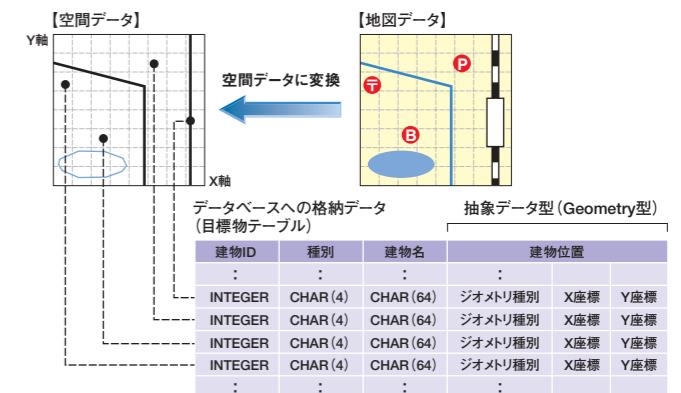 【空間データ】
【地図データ】
Y軸
P
空間データに変換
〒
B
X軸
データベースへの格納データ
(目標物テーブル)
抽象データ型(Geometry型)
建物ID 種別 建物名 建物位置
: : : :
INTEGER CHAR(4) CHAR(64) ジオメトリ種別 X座標 Y座標
INTEGER CHAR(4) CHAR(64) ジオメトリ種別 X座標 Y座標
INTEGER CHAR(4) CHAR(64) ジオメトリ種別 X座標 Y座標
INTEGER CHAR(4) CHAR(64) ジオメトリ種別 X座標 Y座標
: : : :